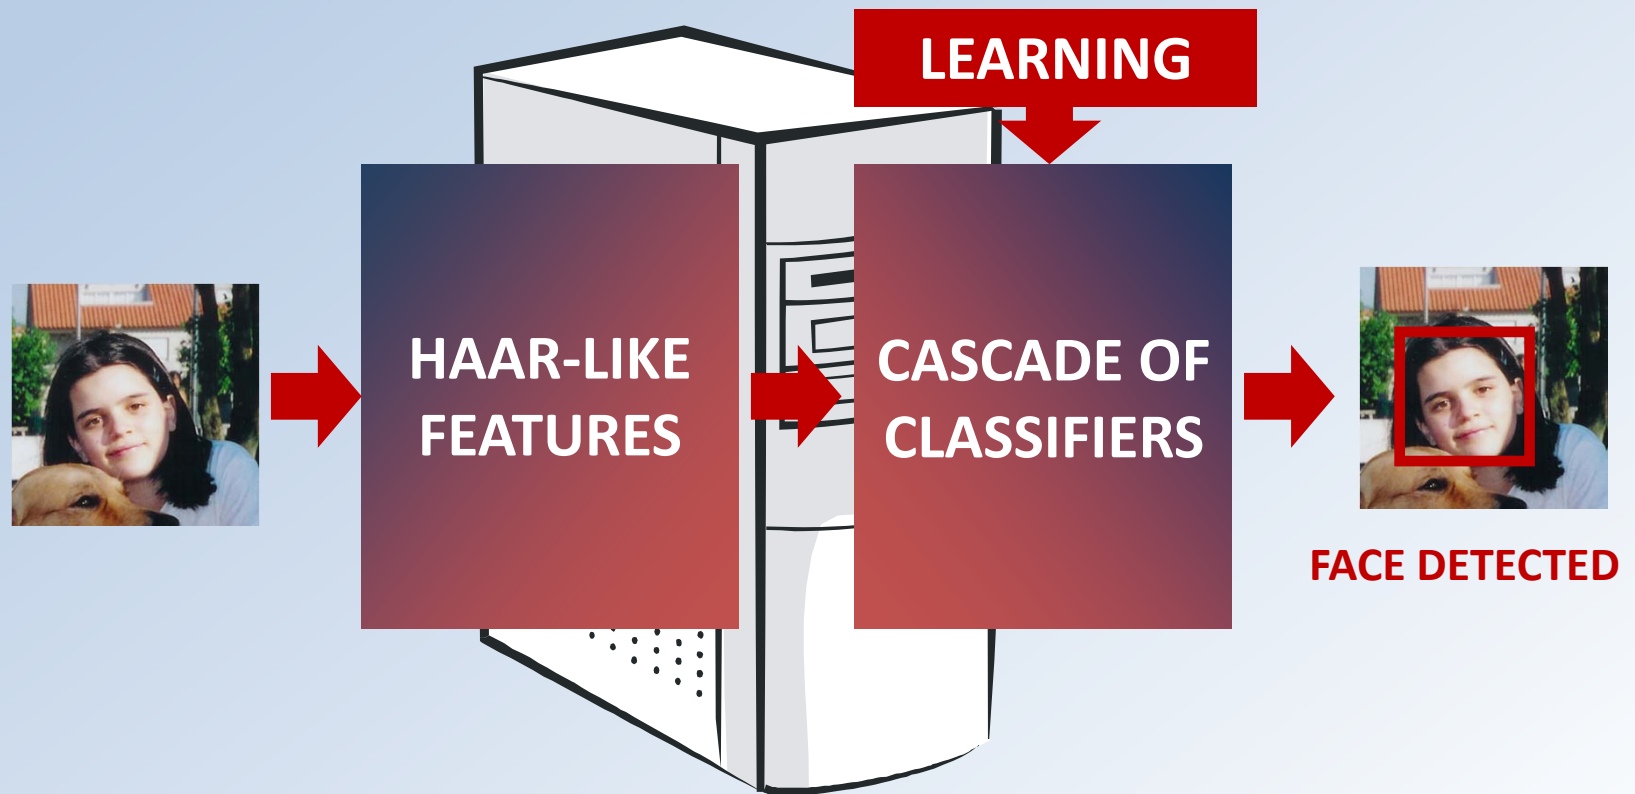 LEARNING
HAAR-LIKE
FEATURES
CASCADE OF
CLASSIFIERS
FACE DETECTED